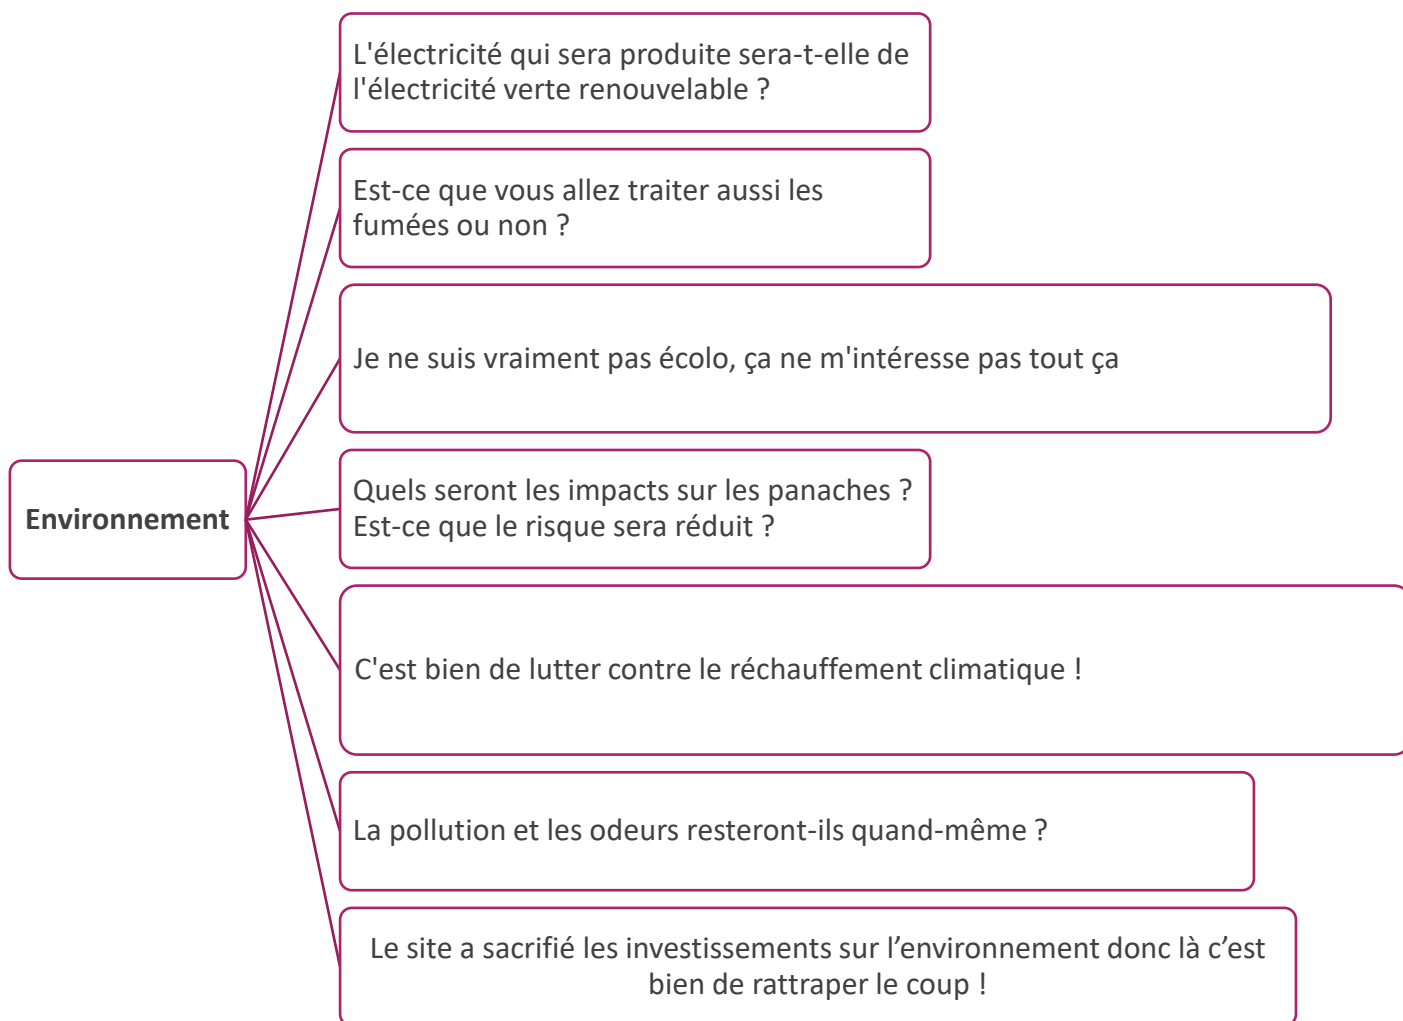 L'électricité qui sera produite sera-t-elle de
l'électricité verte renouvelable ?
Est-ce que vous allez traiter aussi les
fumées ou non ?
Je ne suis vraiment pas écolo, ça ne m'intéresse pas tout ça
Environnement
Quels seront les impacts sur les panaches ?
Est-ce que le risque sera réduit ?
C'est bien de lutter contre le réchauffement climatique !
La pollution et les odeurs resteront-ils quand-même ?
Le site a sacrifié les investissements sur l’environnement donc là c’est
bien de rattraper le coup !